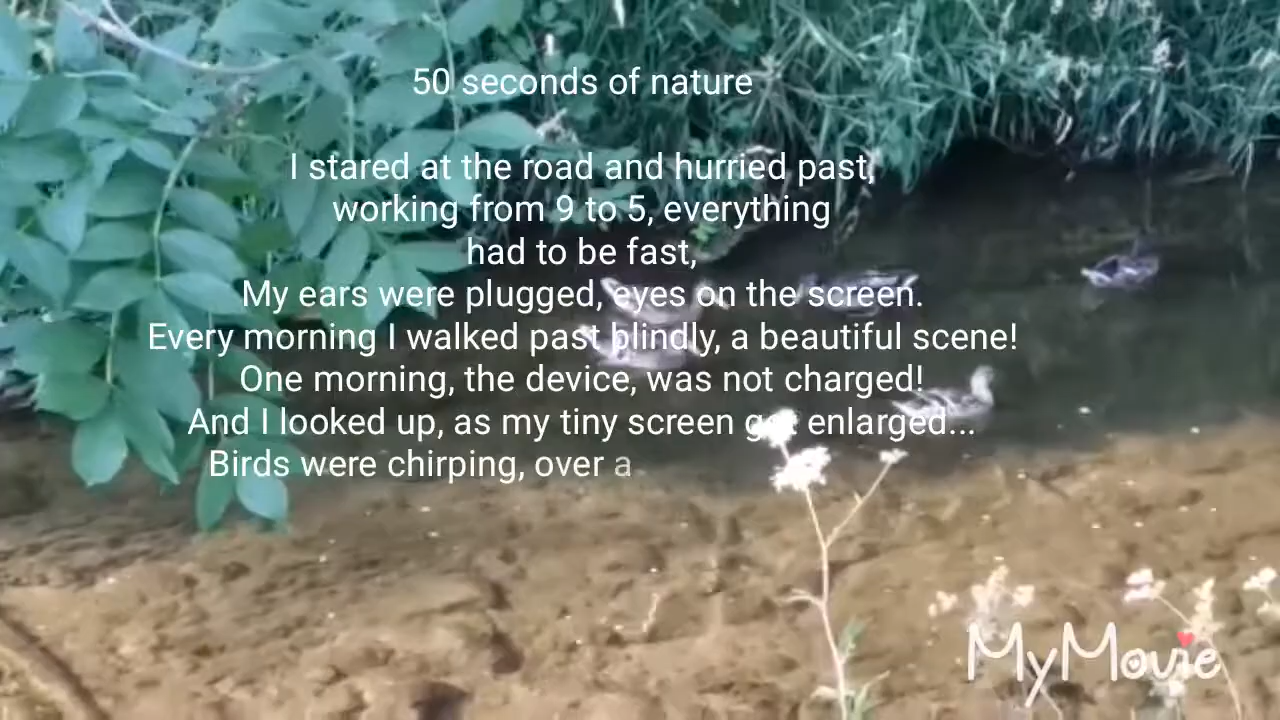 50 seconds of nature
I stared at the road and hurried past,
working from 9 to 5, everything
had to be fast,
My ears were plugged, eyes on the screen.
Every morning I walked past blindly, a beautiful scene!
One morning, the device, was not charged!
And I looked up, as my tiny screen got enlarged...
Birds were chirping, over a
MyMovie